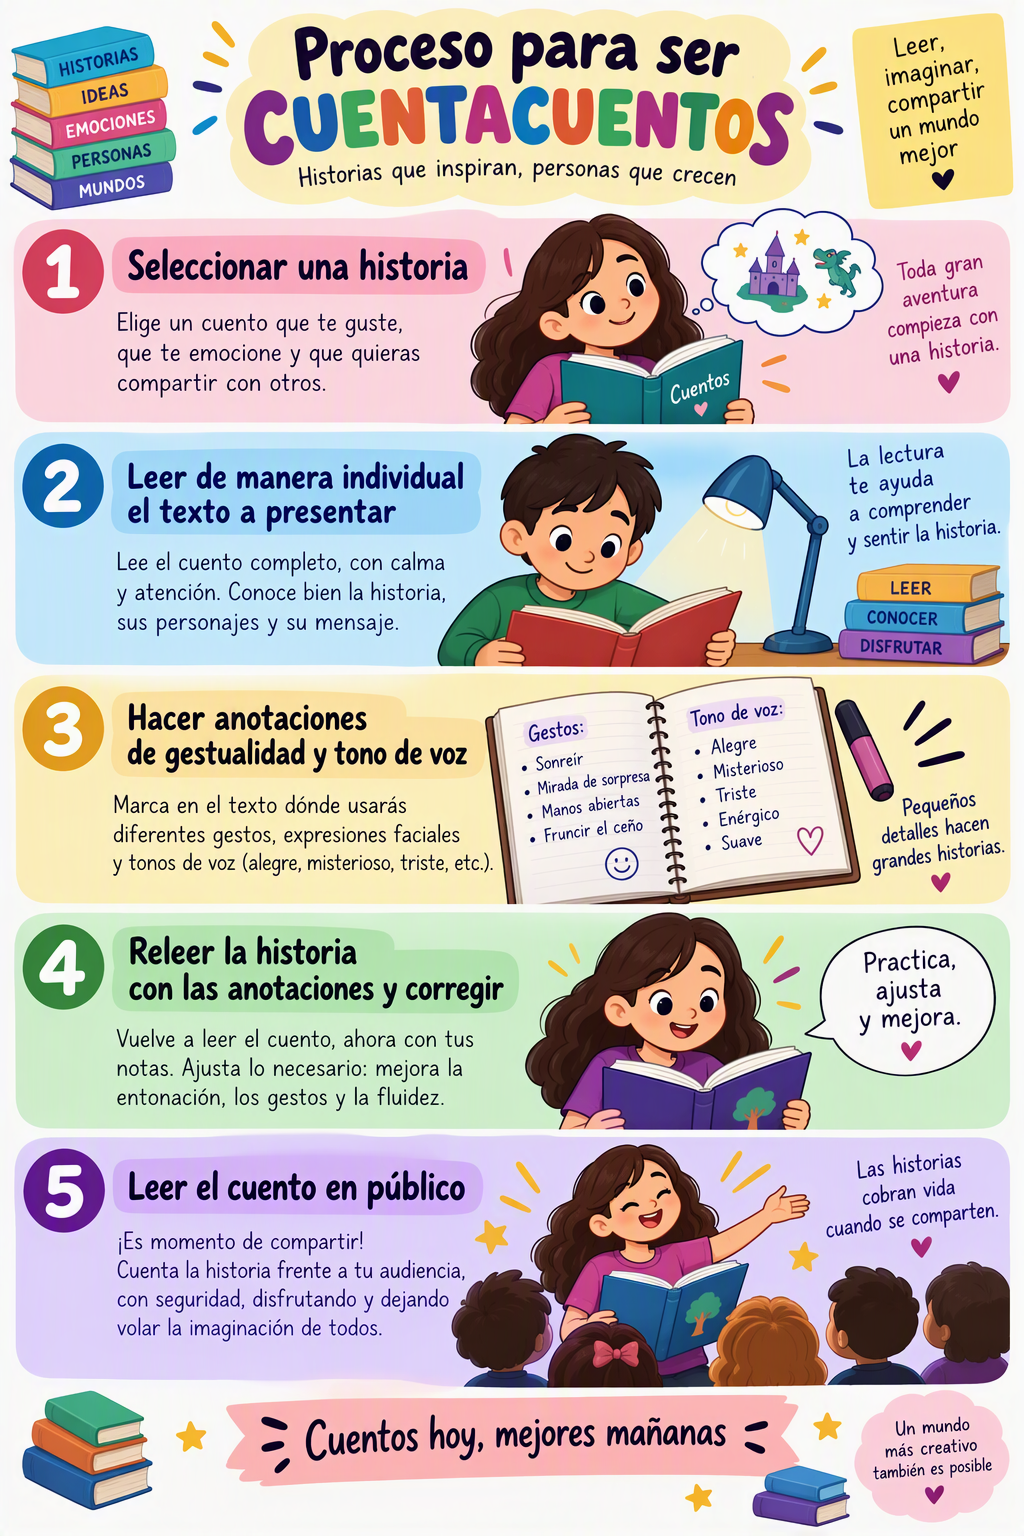 HISTORIAS
IDEAS
EMOCIONES
PERSONAS
MUNDOS
Proceso para ser
CUENTACUENTOS
Historias que inspiran, personas que crecen
Leer,
imaginar,
compartir
un mundo
mejor
1
Seleccionar una historia
Elige un cuento que te guste,
que te emocione y que quieras
compartir con otros.
Cuentos
Toda gran
aventura
compieza con
una historia.
2
Leer de manera individual
el texto a presentar
Lee el cuento completo, con calma
y atención. Conoce bien la historia,
sus personajes y su mensaje.
La lectura
te ayuda
a comprender
y sentir la historia.
LEER
CONOCER
DISFRUTAR
3
Hacer anotaciones
de gestualidad y tono de voz
Marca en el texto dónde usarás
diferentes gestos, expresiones faciales
y tonos de voz (alegre, misterioso, triste, etc.).
Gestos:
• Sonreír
• Mirada de sorpresa
• Manos abiertas
• Fruncir el ceño
Tono de voz:
• Alegre
• Misterioso
• Triste
• Enérgico
• Suave
Pequeños
detalles hacen
grandes historias.
4
Releer la historia
con las anotaciones y corregir
Vuelve a leer el cuento, ahora con tus
notas. Ajusta lo necesario: mejora la
entonación, los gestos y la fluidez.
Practica,
ajusta
y mejora.
5
Leer el cuento en público
¡Es momento de compartir!
Cuenta la historia frente a tu audiencia,
con seguridad, disfrutando y dejando
volar la imaginación de todos.
Las historias
cobran vida
cuando se comparten.
Cuentos hoy, mejores mañanas
Un mundo
más creativo
también es posible